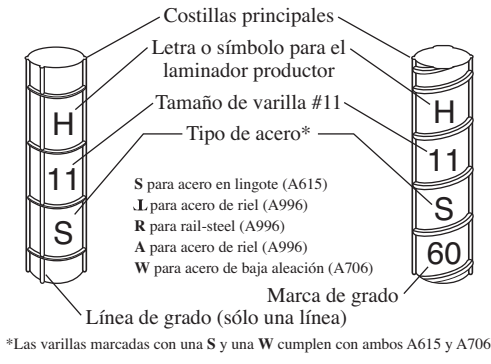 Costillas principales
Letra o símbolo para el
laminador productor
H
H
Tamaño de varilla #11
11
11
Tipo de acero*
S
S
S para acero en lingote (A615)
.I. para acero de riel (A996)
R para rail-steel (A996)
A para acero de riel (A996)
W para acero de baja aleación (A706)
60
Marca de grado
Línea de grado (sólo una línea)
*Las varillas marcadas con una S y una W cumplen con ambos A615 y A706